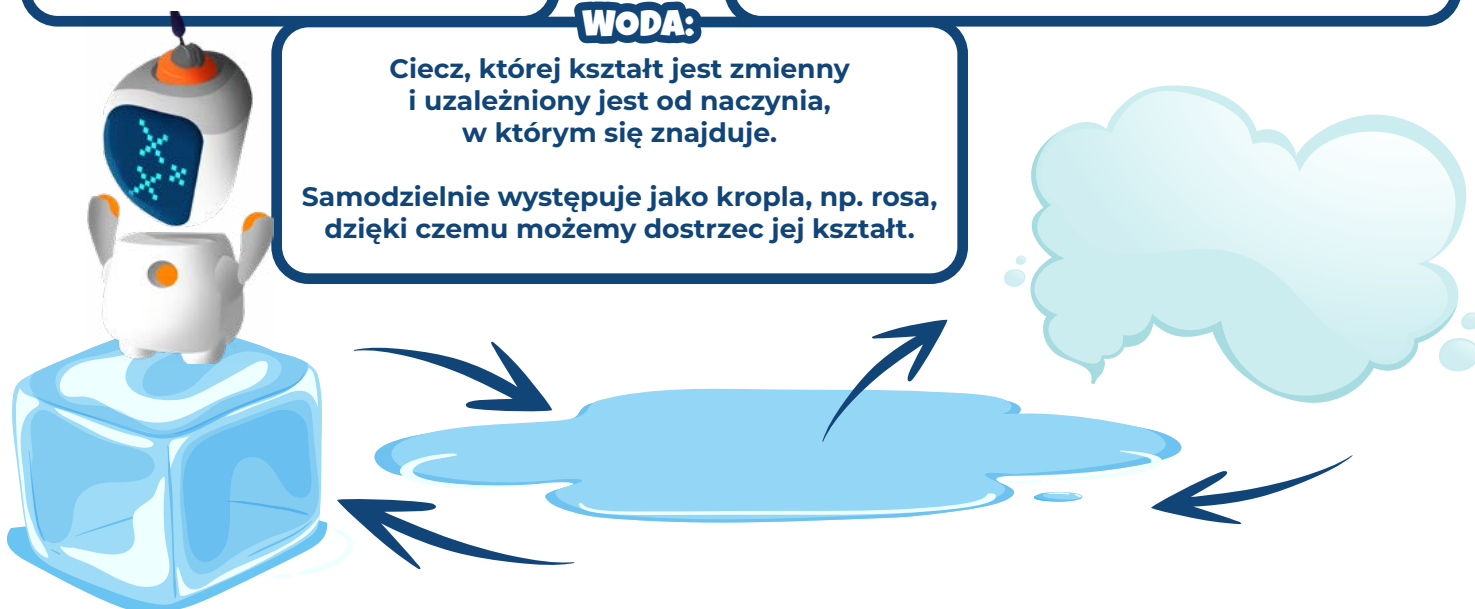 WODA:
Ciecz, której kształt jest zmienny
i uzależniony jest od naczynia,
w którym się znajduje.
Samodzielnie występuje jako kropla, np. rosa,
dzięki czemu możemy dostrzec jej kształt.